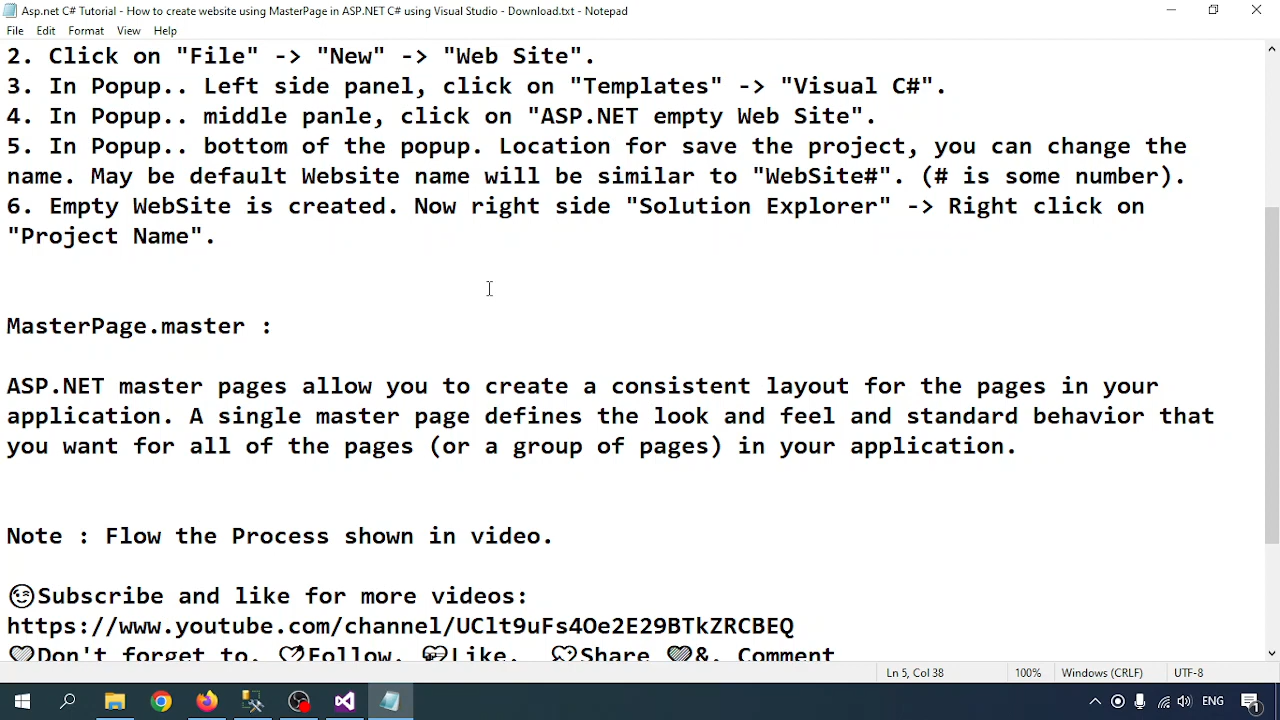 Asp.net C# Tutorial - How to create website using MasterPage in ASP.NET C# using Visual Studio - Download.txt - Notepad
File Edit Format View Help
2. Click on "File" -> "New" -> "Web Site".
3. In Popup.. Left side panel, click on "Templates" -> "Visual C#".
4. In Popup.. middle panle, click on "ASP.NET empty Web Site".
5. In Popup.. bottom of the popup. Location for save the project, you can change the
name. May be default Website name will be similar to "WebSite#". (# is some number).
6. Empty WebSite is created. Now right side "Solution Explorer" -> Right click on
"Project Name".
MasterPage.master :
ASP.NET master pages allow you to create a consistent layout for the pages in your
application. A single master page defines the look and feel and standard behavior that
you want for all of the pages (or a group of pages) in your application.
Note : Flow the Process shown in video.
😉Subscribe and like for more videos:
https://www.youtube.com/channel/UClt9uFs4Oe2E29BTkZRCBEQ
Don't forget to, Follow, Like, Share &, Comment
Ln 5, Col 38 100% Windows (CRLF) UTF-8
ENG 1